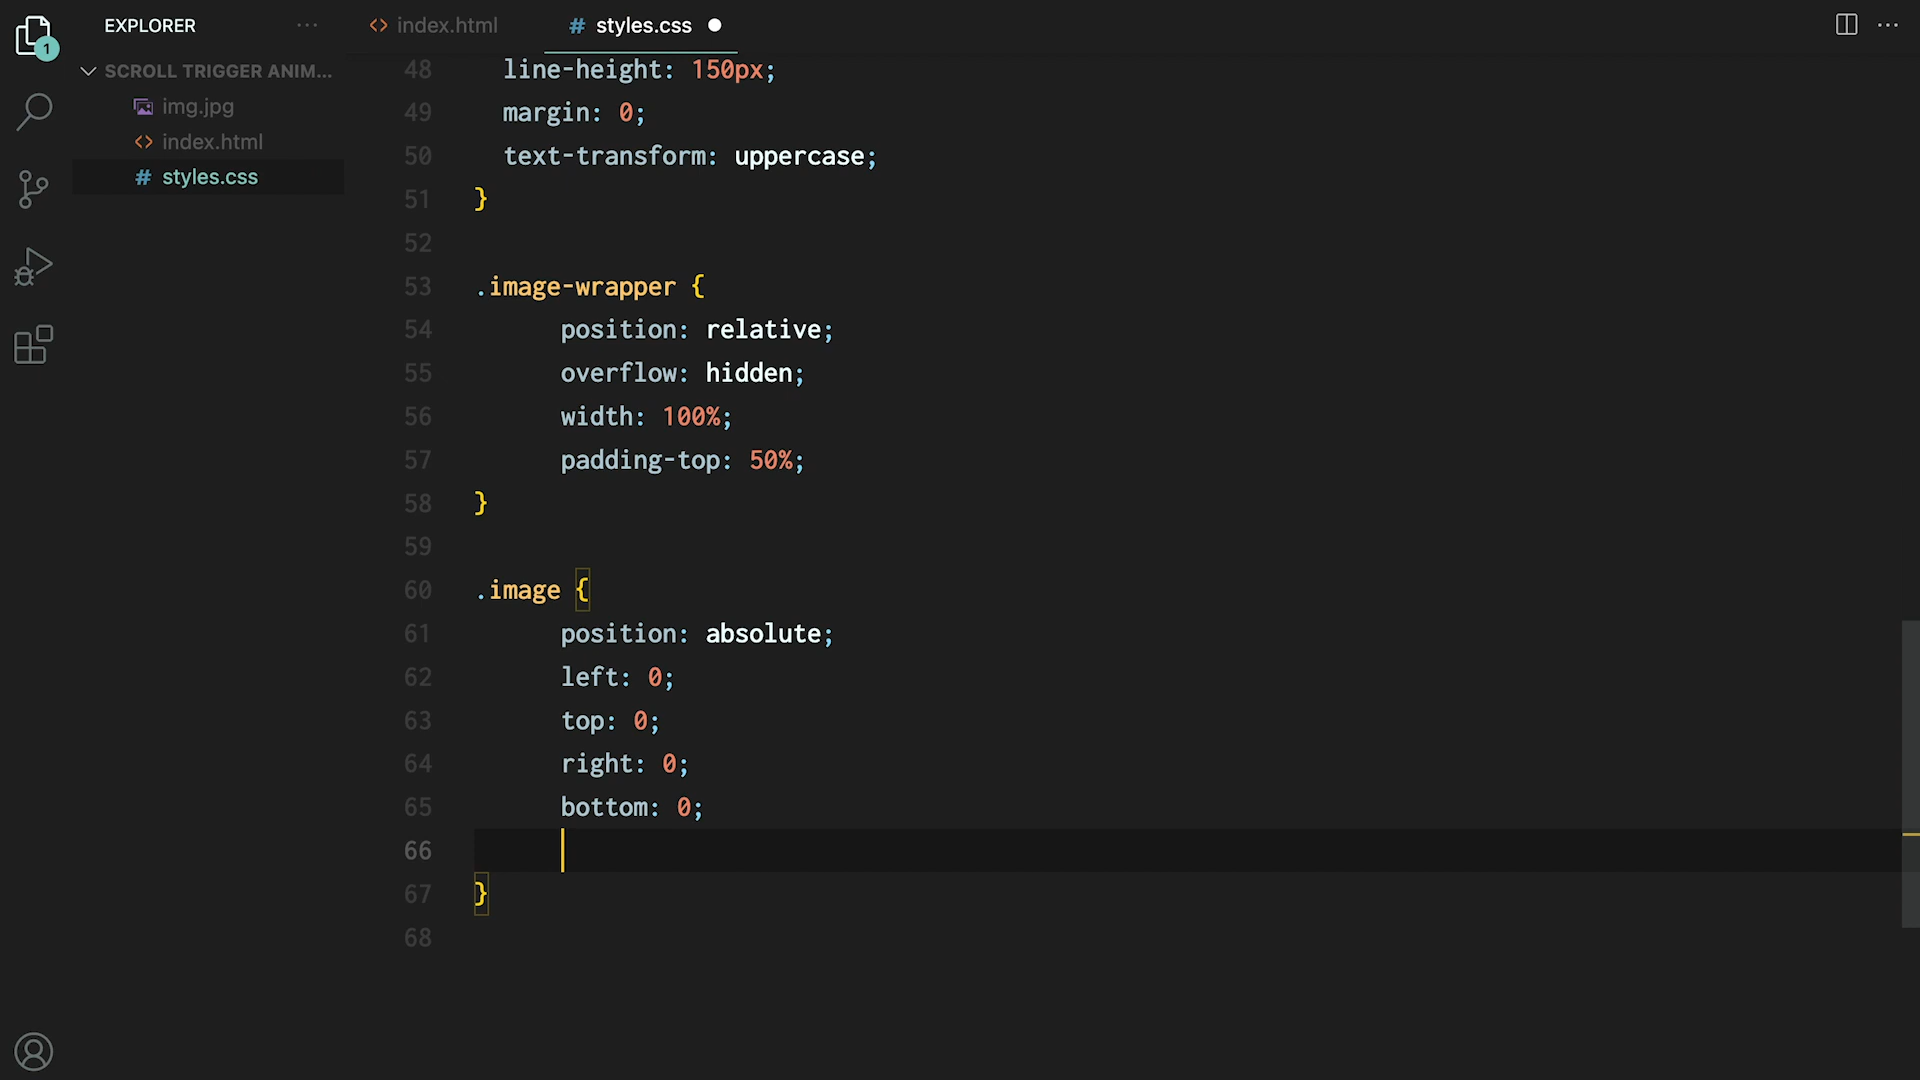 EXPLORER
SCROLL TRIGGER ANIM...
img.jpg
index.html
styles.css
1
index.html
styles.css
48 line-height: 150px;
49 margin: 0;
50 text-transform: uppercase;
51 }
52
53 .image-wrapper {
54 position: relative;
55 overflow: hidden;
56 width: 100%;
57 padding-top: 50%;
58 }
59
60 .image {
61 position: absolute;
62 left: 0;
63 top: 0;
64 right: 0;
65 bottom: 0;
66
67 }
68